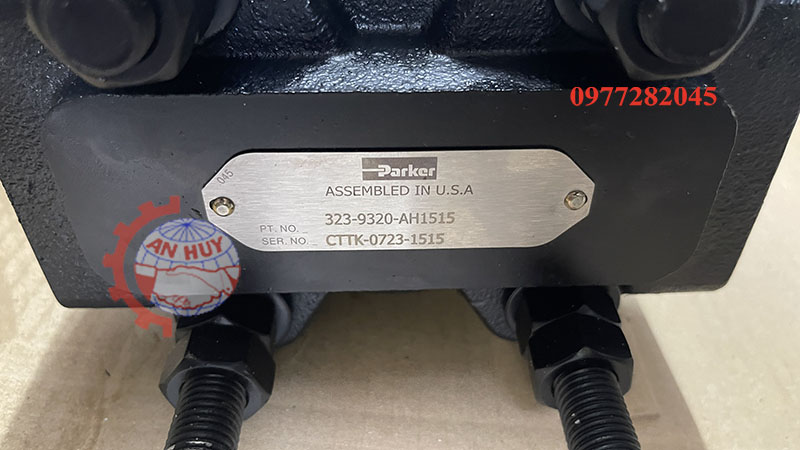 0977282045
Parker
045
ASSEMBLED IN U.S.A
PT. NO. 323-9320-AH1515
SER. NO. CTTK-0723-1515
AN HUY